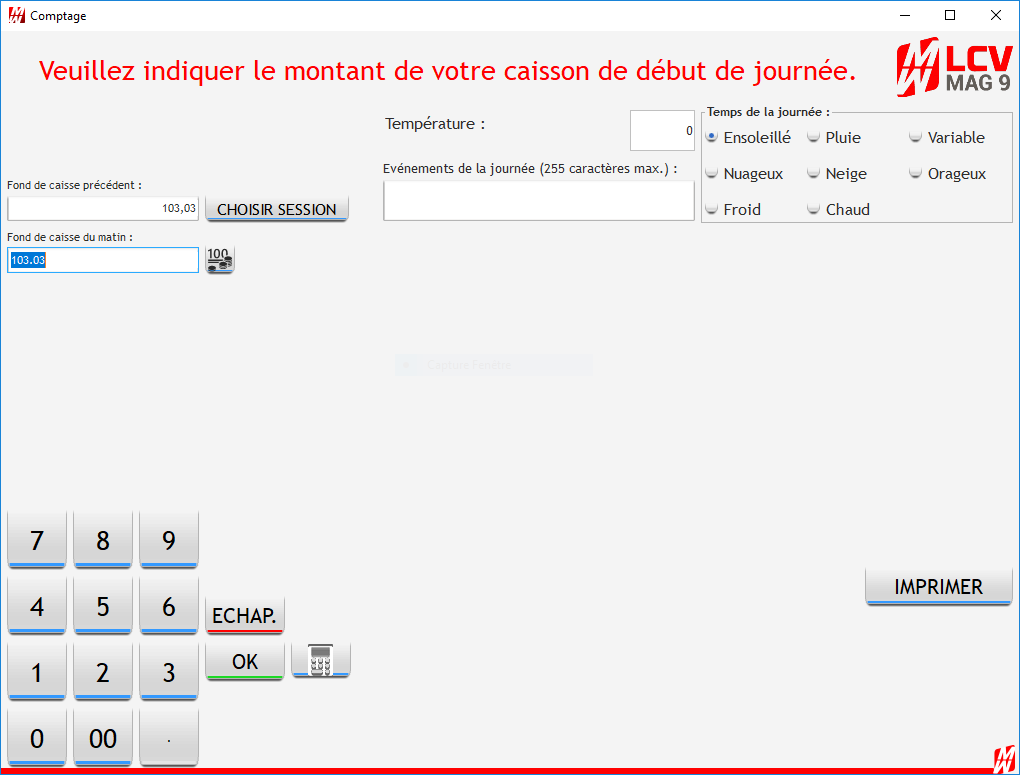 Comptage
Veuillez indiquer le montant de votre caisson de début de journée.
LCV
MAG 9
Température :
0
Temps de la journée :
Ensoleillé
Pluie
Variable
Nuageux
Neige
Orageux
Froid
Chaud
Evénements de la journée (255 caractères max.) :
Fond de caisse précédent :
103,03
CHOISIR SESSION
Fond de caisse du matin :
103.03
100
7 8 9
4 5 6
ECHAP.
IMPRIMER
1 2 3
OK
0 00 .